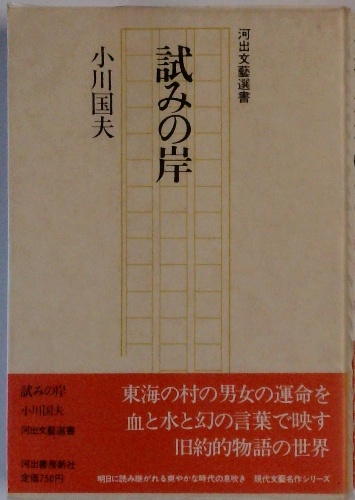 河出文藝選書
試みの岸
小川国夫
東海の村の男女の運命を
血と水と幻の言葉で映す
旧約的物語の世界
明日に読み継がれる爽やかな時代の息吹き 現代文藝名作シリーズ
試みの岸
小川国夫
河出文藝選書
河出書房新社
定価750円